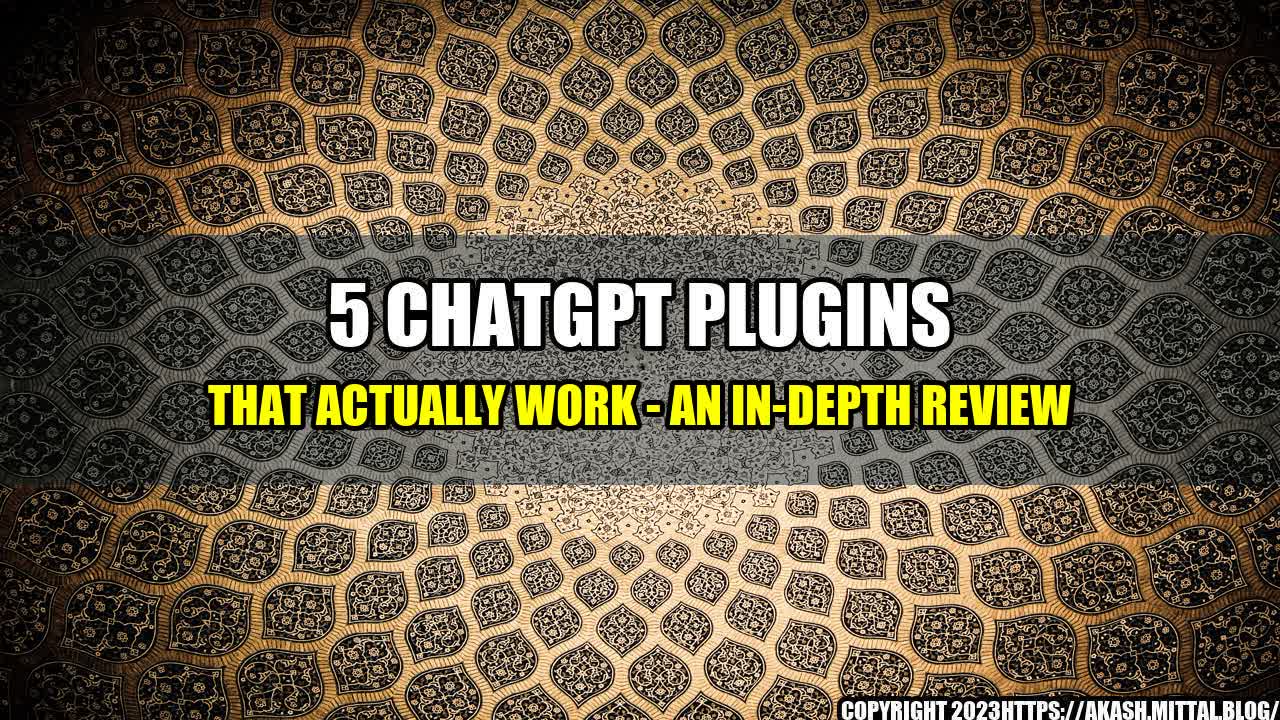 5 CHATGPT PLUGINS
THAT ACTUALLY WORK - AN IN-DEPTH REVIEW
COPYRIGHT 2023HTTPS://AKASH.MITTAL.BLOG/